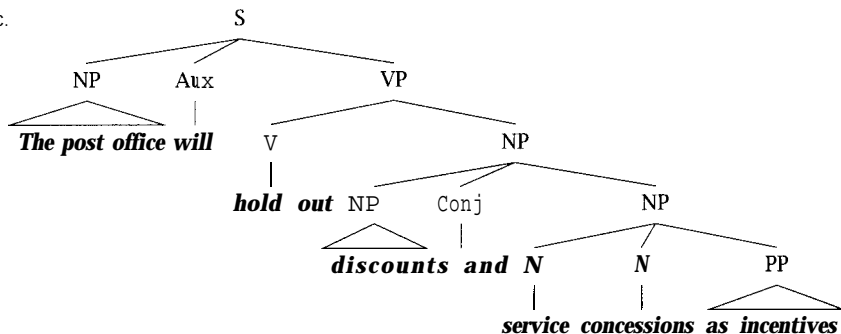 c.
S
NP Aux VP
The post office will V NP
hold out NP Conj NP
discounts and N N PP
service concessions as incentives